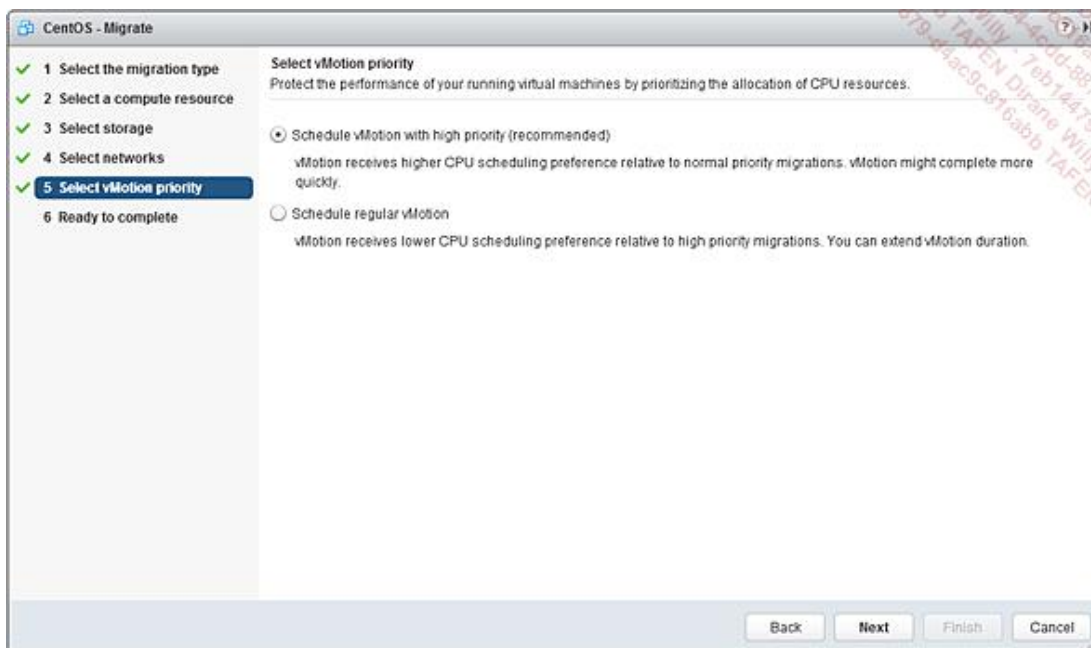 CentOS - Migrate
1 Select the migration type
2 Select a compute resource
3 Select storage
4 Select networks
5 Select vMotion priority
6 Ready to complete
Select vMotion priority
Protect the performance of your running virtual machines by prioritizing the allocation of CPU resources.
Schedule vMotion with high priority (recommended)
vMotion receives higher CPU scheduling preference relative to normal priority migrations. vMotion might complete more
quickly.
Schedule regular vMotion
vMotion receives lower CPU scheduling preference relative to high priority migrations. You can extend vMotion duration.
Back
Next
Finish
Cancel